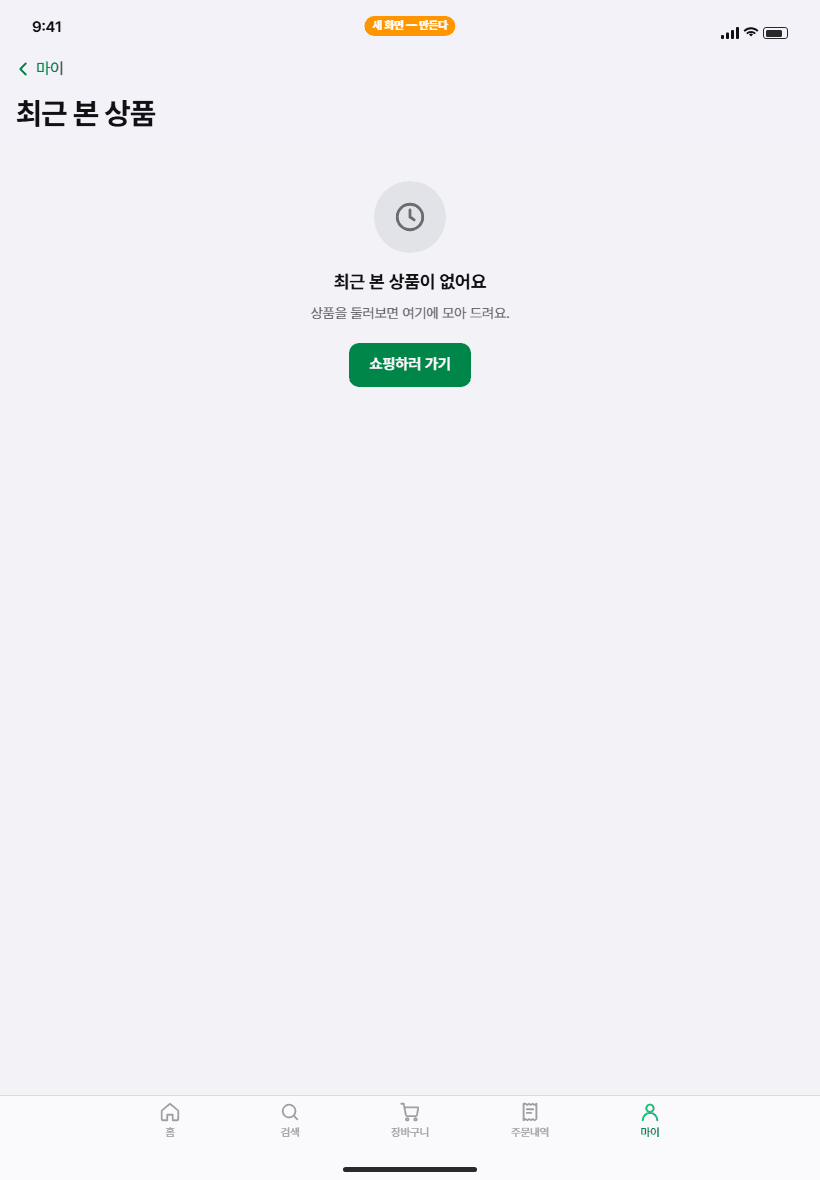 9:41
새 화면 — 만든다
마이
최근 본 상품
최근 본 상품이 없어요
상품을 둘러보면 여기에 모아 드려요.
쇼핑하러 가기
홈
검색
장바구니
주문내역
마이